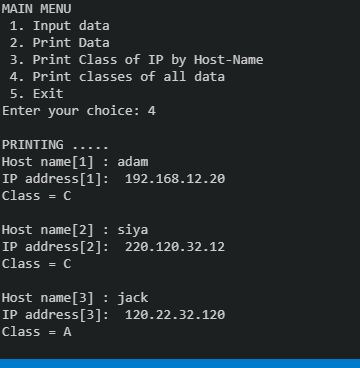 MAIN MENU
1. Input data
2. Print Data
3. Print Class of IP by Host-Name
4. Print classes of all data
5. Exit
Enter your choice: 4
PRINTING .....
Host name[1] : adam
IP address[1]:  192.168.12.20
Class = C
Host name[2] : siya
IP address[2]:  220.120.32.12
Class = C
Host name[3] : jack
IP address[3]:  120.22.32.120
Class = A